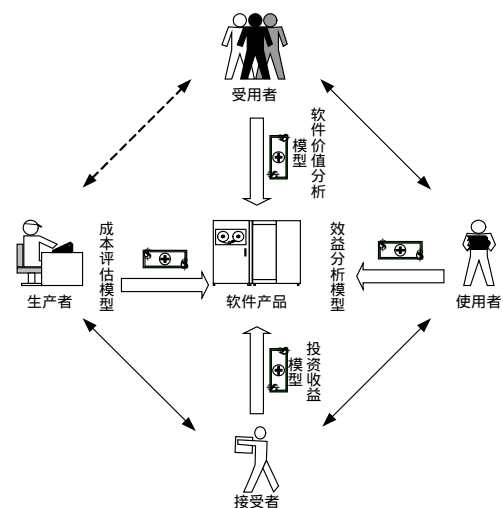 受用者
软件价值分析
模型
成本评估模型
效益分析模型
生产者
软件产品
使用者
投资收益
模型
接受者